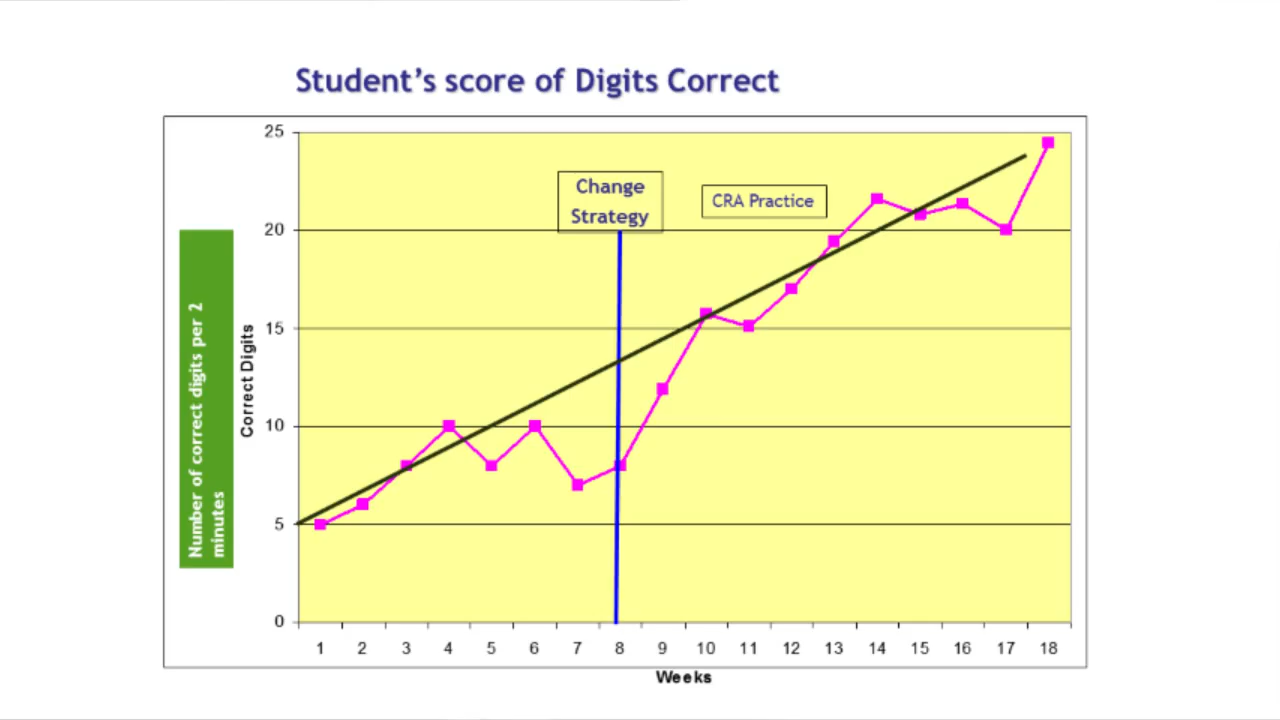 Student's score of Digits Correct
25
20
15
10
5
0
Change
Strategy
CRA Practice
Number of correct digits per 2
minutes
Correct Digits
1 2 3 4 5 6 7 8 9 10 11 12 13 14 15 16 17 18
Weeks